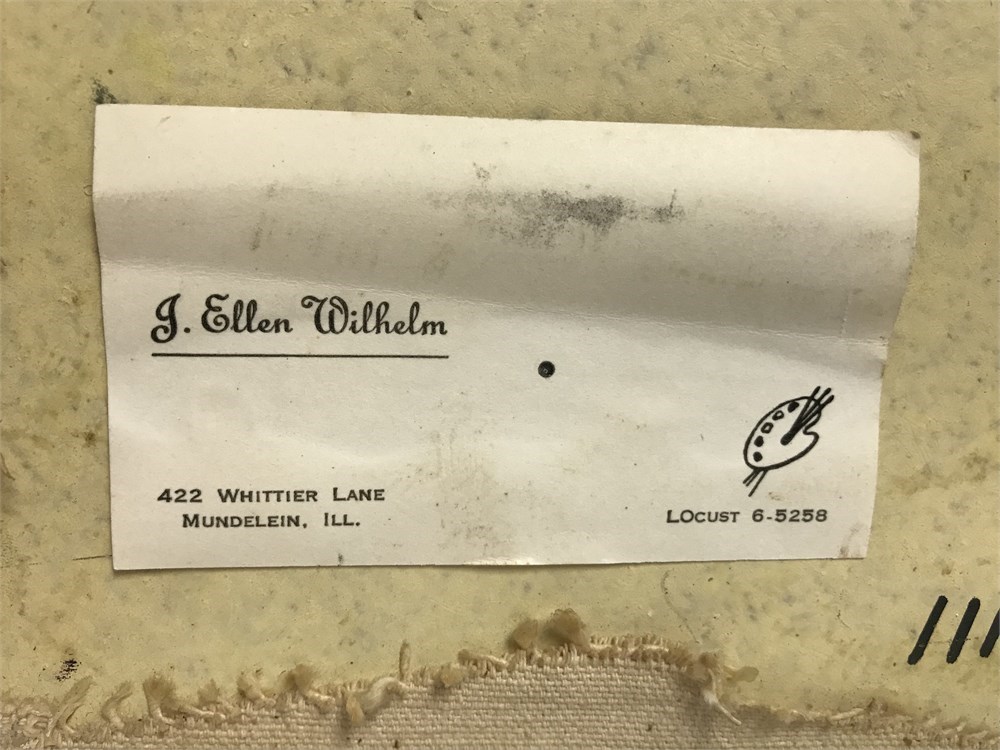 J. Ellen Wilhelm
422 WHITTIER LANE
MUNDELEIN, ILL.
LOCUST 6-5258